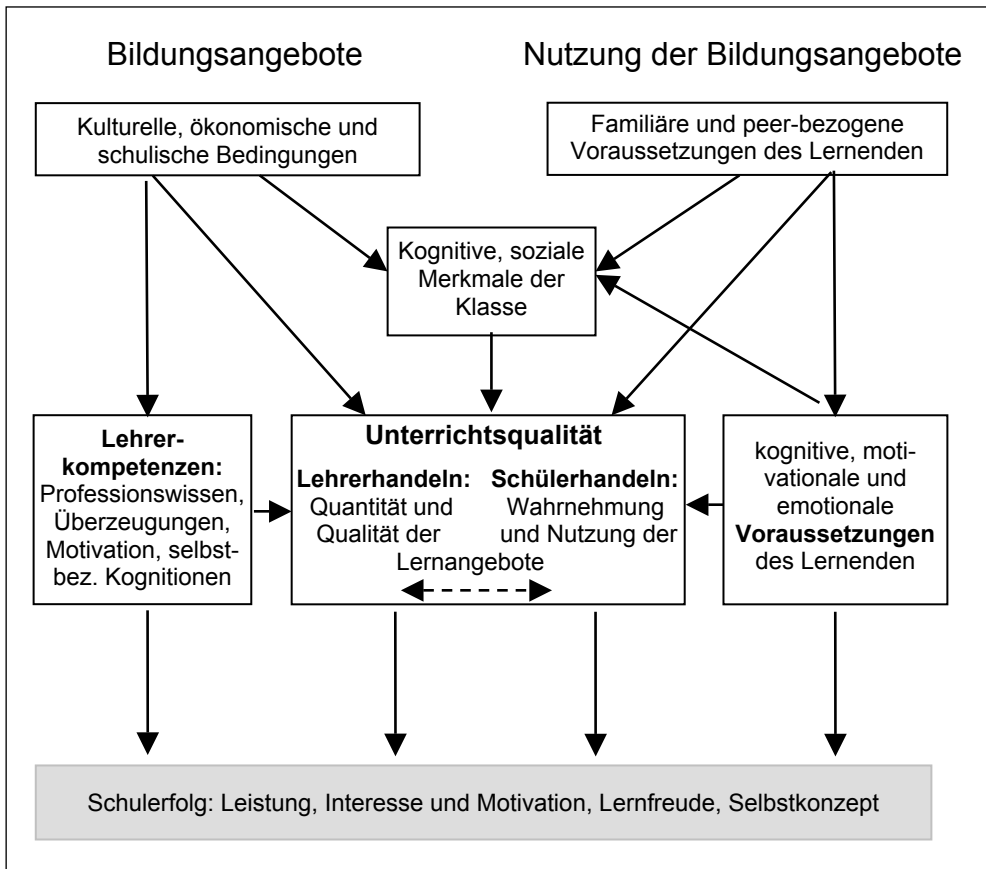 Bildungsangebote
Nutzung der Bildungsangebote
Kulturelle, ökonomische und
schulische Bedingungen
Familiäre und peer-bezogene
Voraussetzungen des Lernenden
Kognitive, soziale
Merkmale der
Klasse
Lehrer-
kompetenzen:
Professionswissen,
Überzeugungen,
Motivation, selbst-
bez. Kognitionen
Unterrichtsqualität
Lehrerhandeln:
Quantität und
Qualität der
Schülerhandeln:
Wahrnehmung
und Nutzung der
Lernangebote
kognitive, moti-
vationale und
emotionale
Voraussetzungen
des Lernenden
Schulerfolg: Leistung, Interesse und Motivation, Lernfreude, Selbstkonzept